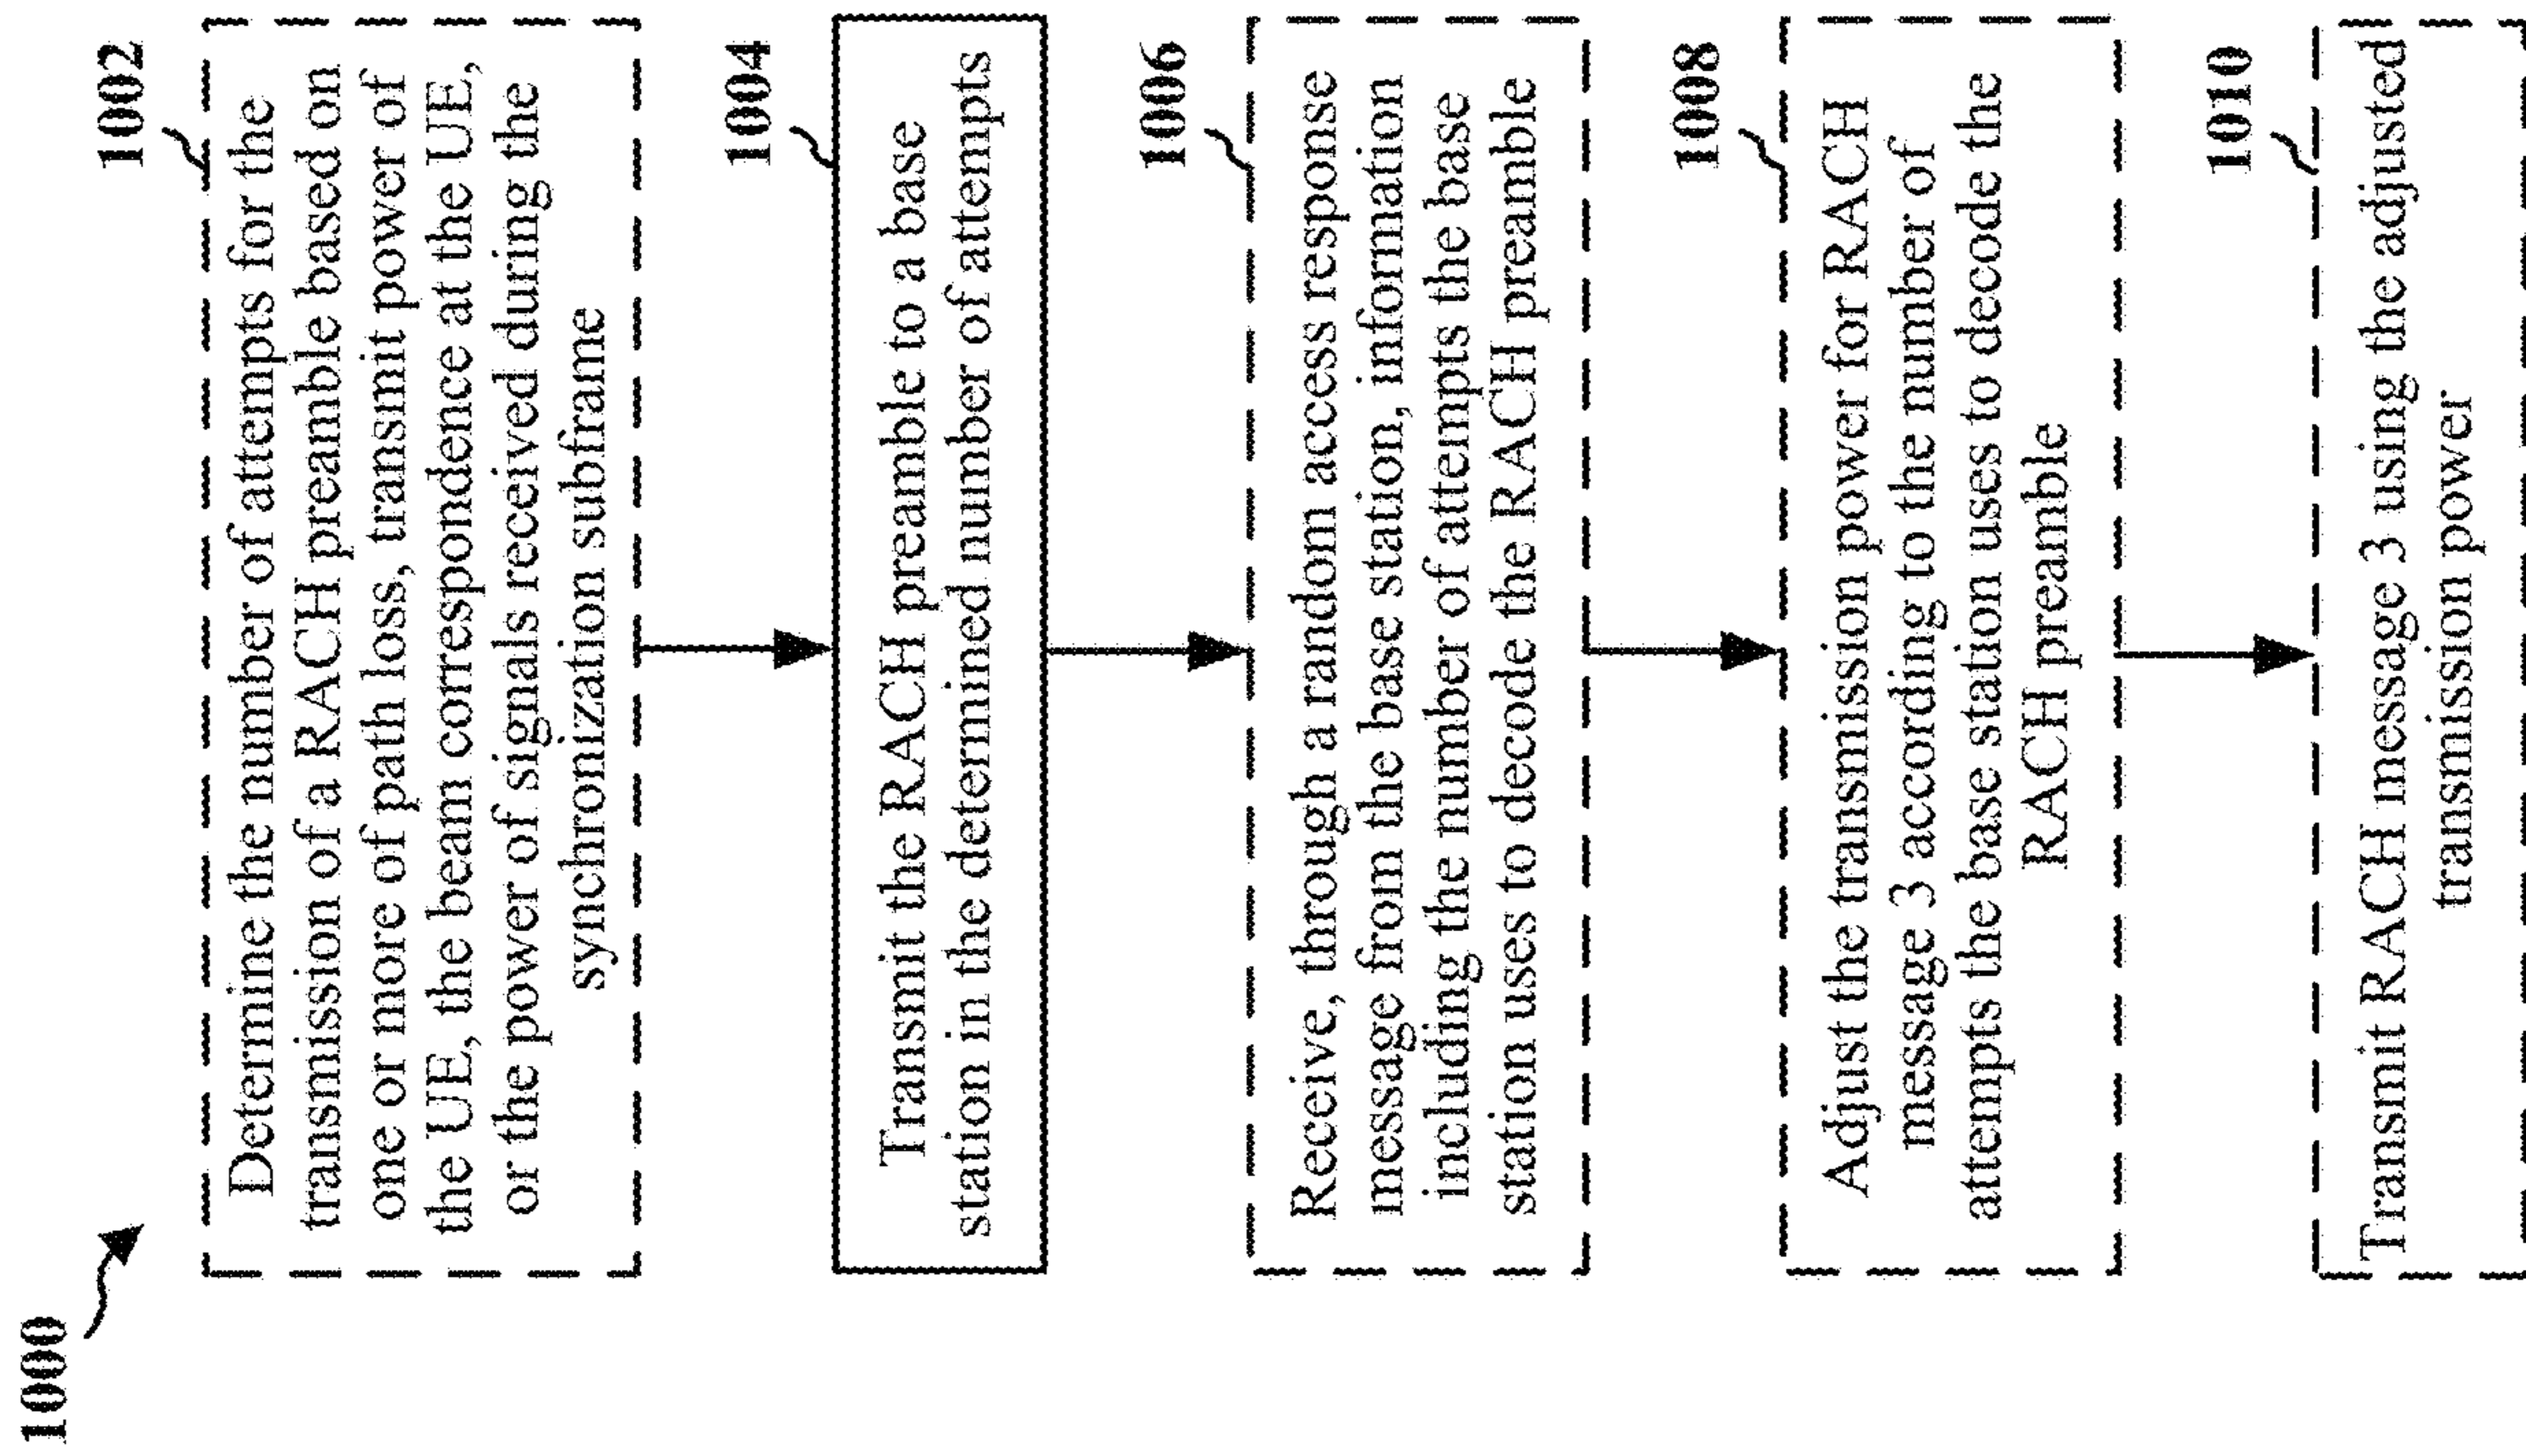 1000
1002
Determine the number of attempts for the
transmission of a RACH preamble based on
one or more of path loss, transmit power of
the UE, the beam correspondence at the UE,
or the power of signals received during the
synchronization subframe
1004
Transmit the RACH preamble to a base
station in the determined number of attempts
1006
Receive, through a random access response
message from the base station, information
including the number of attempts the base
station uses to decode the RACH preamble
1008
Adjust the transmission power for RACH
message 3 according to the number of
attempts the base station uses to decode the
RACH preamble
1010
Transmit RACH message 3 using the adjusted
transmission power